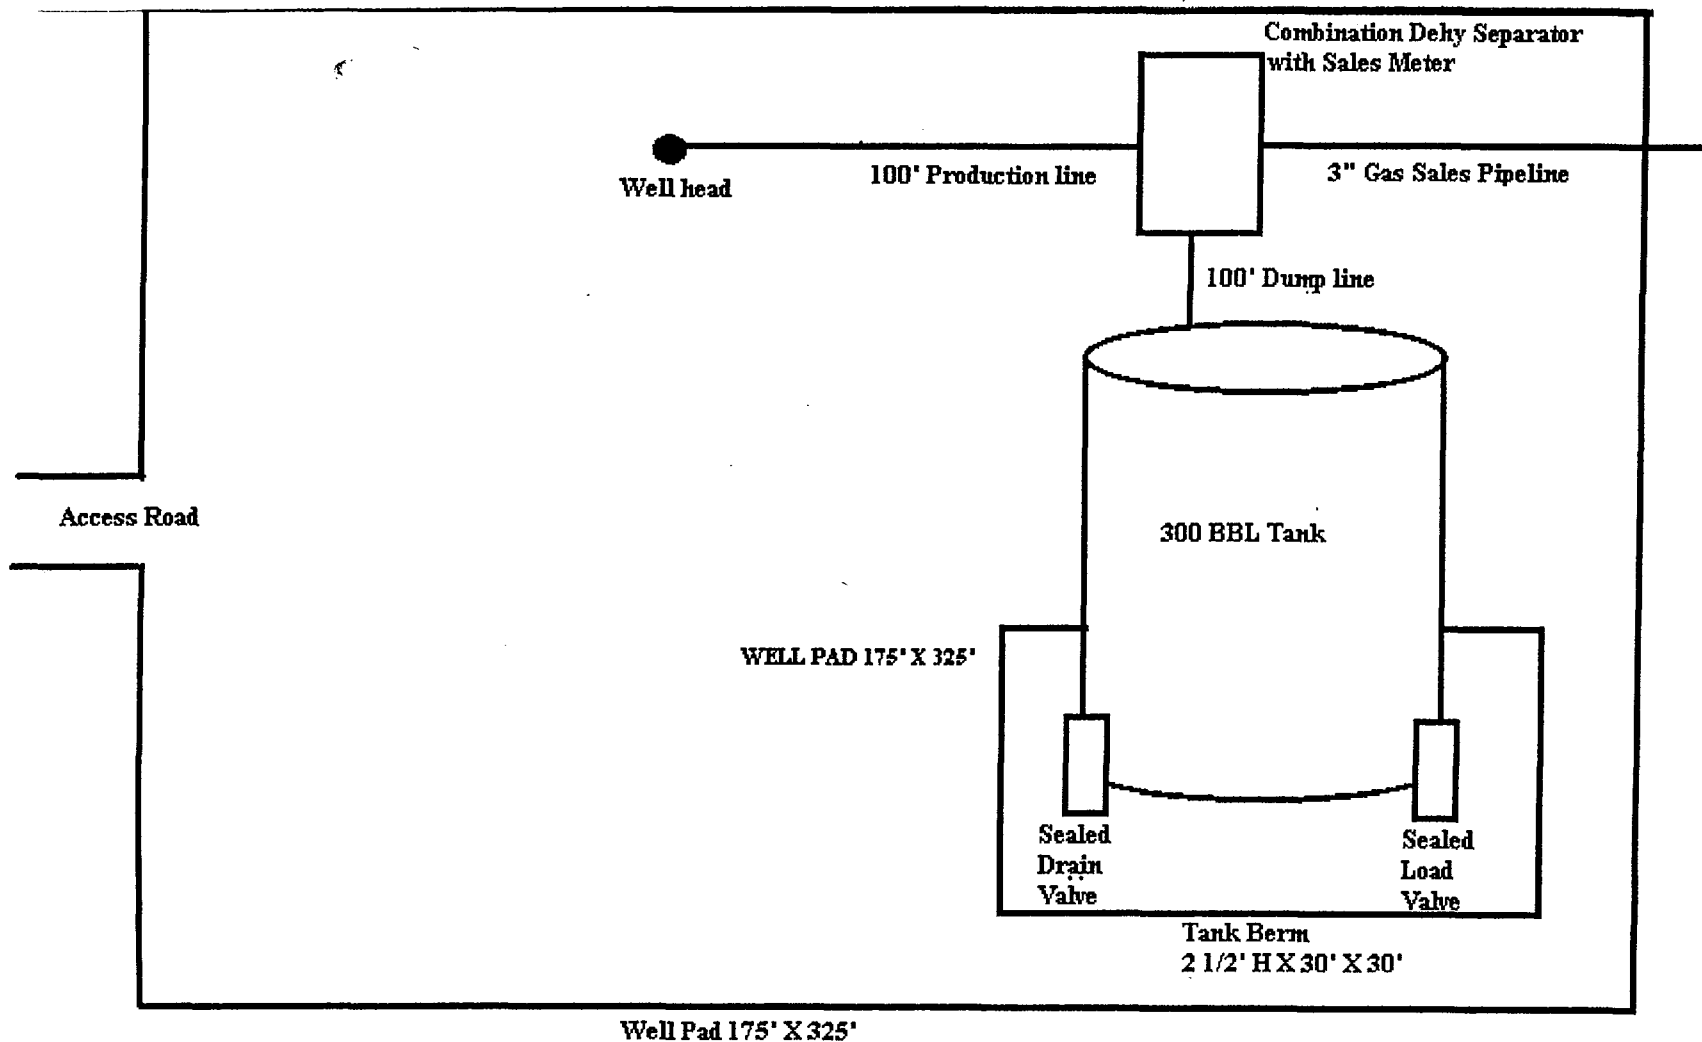 Combination Dehy Separator
with Sales Meter
Well head
100' Production line
3" Gas Sales Pipeline
100' Dump line
Access Road
300 BBL Tank
WELL PAD 175' X 325'
Sealed
Drain
Valve
Sealed
Load
Valve
Tank Berm
2 1/2' H X 30' X 30'
Well Pad 175' X 325'